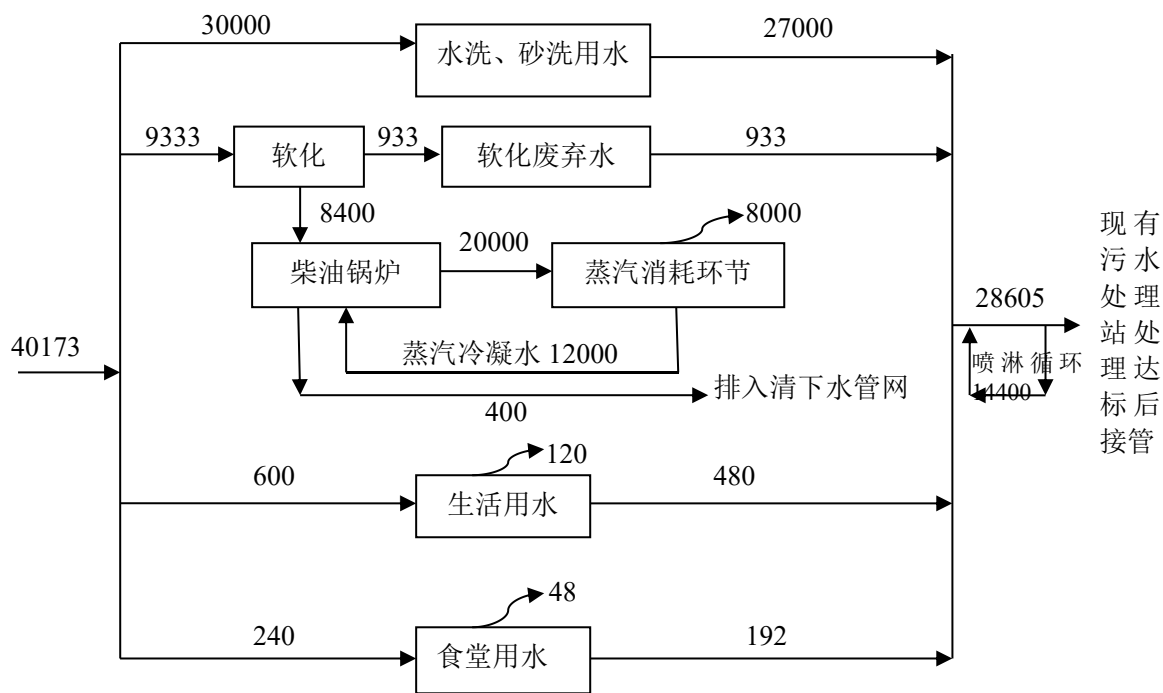 30000
水洗、砂洗用水
27000
9333
软化
933
软化废弃水
933
8400
8000
柴油锅炉
20000
蒸汽消耗环节
40173
蒸汽冷凝水 12000
400
排入清下水管网
28605
喷淋循环
14400
现有
污水
处理
站处
理达
标后
接管
600
生活用水
120
480
240
食堂用水
48
192